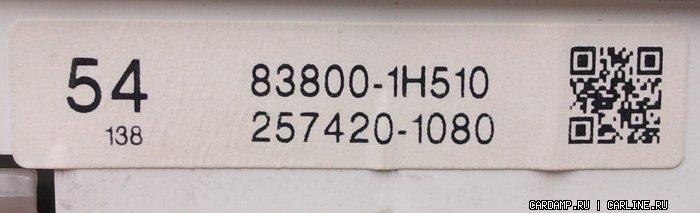 54
138
83800-1H510
257420-1080
CARDAMP.RU | CARLINE.RU